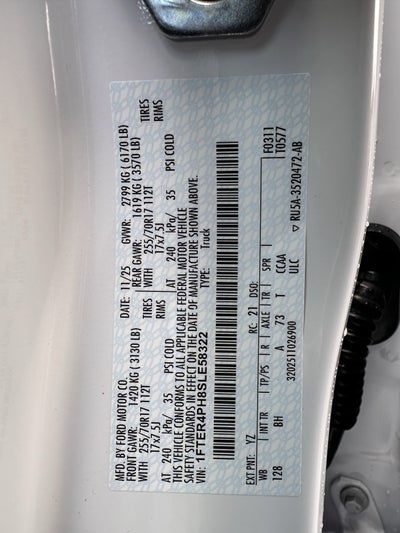 MFD. BY FORD MOTOR CO.
DATE: 11/25 GVWR: 2799 KG ( 6170 LB)
FRONT GAWR: 1420 KG ( 3130 LB) REAR GAWR: 1619 KG ( 3570 LB)
WITH 255/70R17 112T TIRES WITH 255/70R17 112T TIRES
17x7.5J RIMS 17x7.5J RIMS
AT 240 kPa/ 35 PSI COLD AT 240 kPa/ 35 PSI COLD
THIS VEHICLE CONFORMS TO ALL APPLICABLE FEDERAL MOTOR VEHICLE
SAFETY STANDARDS IN EFFECT ON THE DATE OF MANUFACTURE SHOWN ABOVE.
VIN: 1FTER4PH8SLE58322 TYPE: Truck
F0311
T0577
EXT PNT: YZ RC: 21 DSO:
WB INT TR TP/PS R AXLE TR SPR
128 BH A 73 T CCAA
ULC
3202511026900 ▽ RU5A-3520472-AB